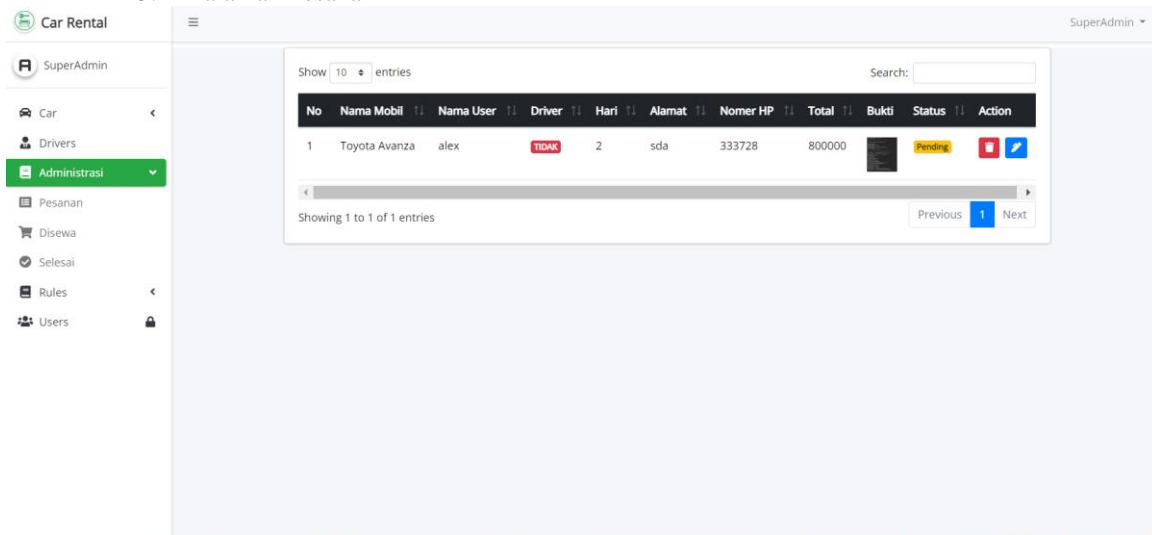 Car Rental
SuperAdmin
SuperAdmin
Car
Drivers
Administrasi
Pesanan
Disewa
Selesai
Rules
Users
Show 10 entries
Search:
No Nama Mobil Nama User Driver Hari Alamat Nomer HP Total Bukti Status Action
1 Toyota Avanza alex TIDAK 2 sda 333728 800000 Pending
Showing 1 to 1 of 1 entries
Previous 1 Next